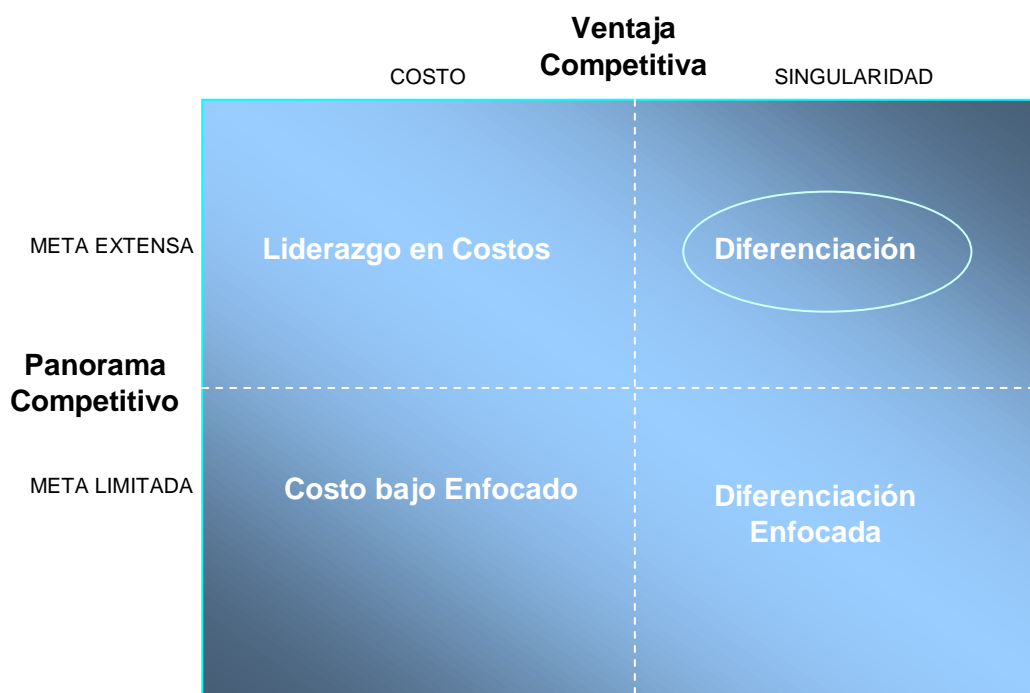 Ventaja
Competitiva
COSTO
SINGULARIDAD
META EXTENSA
Liderazgo en Costos
Diferenciación
Panorama
Competitivo
META LIMITADA
Costo bajo Enfocado
Diferenciación
Enfocada